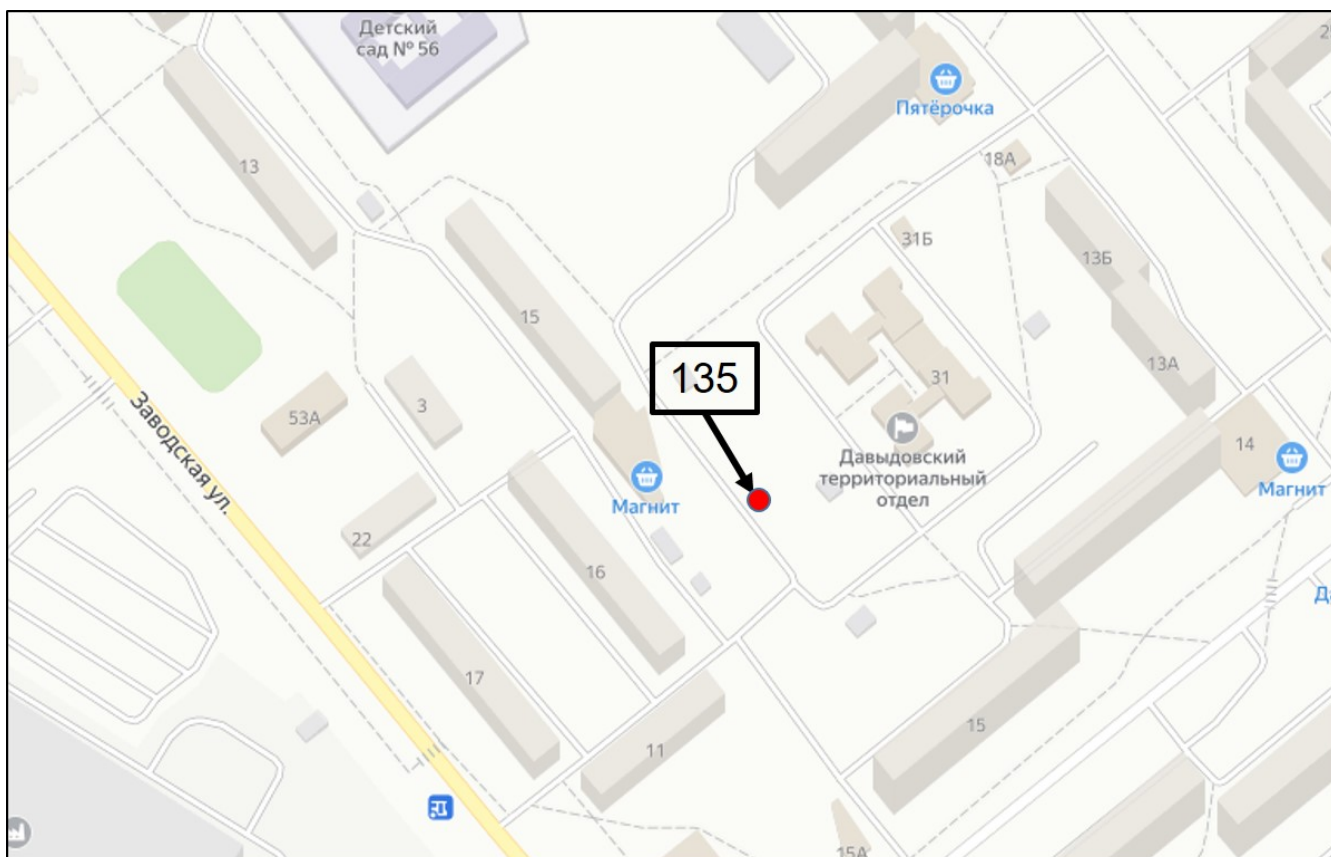 Детский
сад № 56
Пятёрочка
13
18А
31Б
13Б
15
135
31
13А
3
53А
Давыдовский
территориальный
отдел
14
Магнит
Заводская ул.
Магнит
22
16
17
11
15
15А